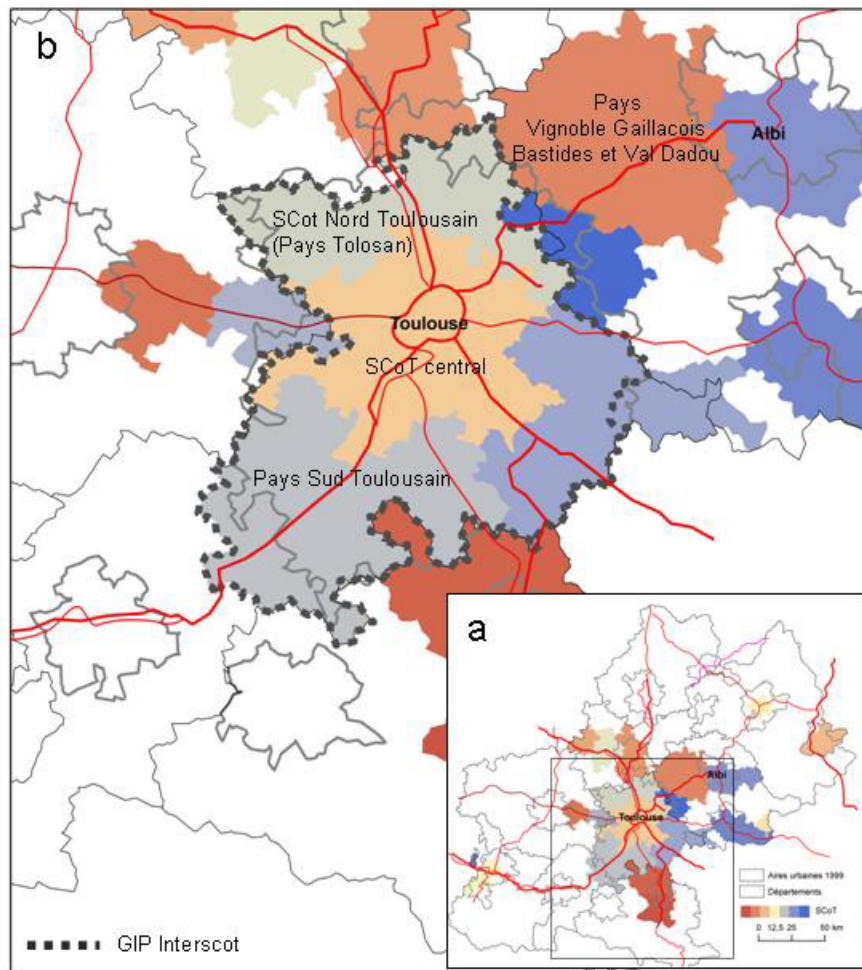 b
Pays
Vignoble Gaillacois
Bastides et Val Dadou
Albi
SCot Nord Toulousain
(Pays Tolosan)
Toulouse
SCoT central
Pays Sud Toulousain
GIP Interscot
a
Albi
Toulouse
Aires urbaines 1999
Départements
SCoT
0 12,5 25 50 km